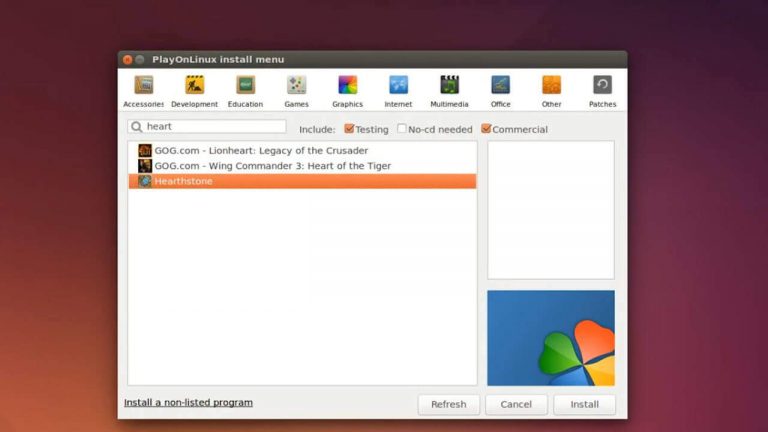 PlayOnLinux install menu
Accessories Development Education Games Graphics Internet Multimedia Office Other Patches
heart Include: Testing No-cd needed Commercial
GOG.com - Lionheart: Legacy of the Crusader
GOG.com - Wing Commander 3: Heart of the Tiger
Hearthstone
Install a non-listed program Refresh Cancel Install